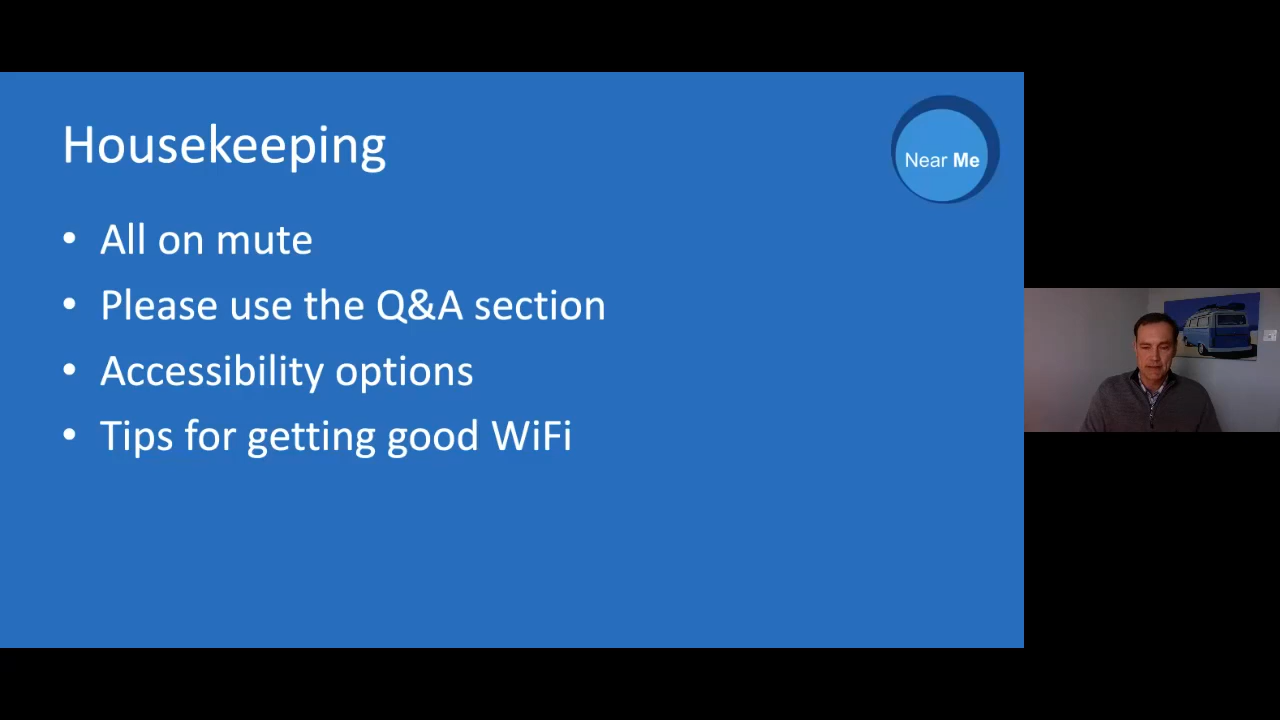 Housekeeping
Near Me
• All on mute
• Please use the Q&A section
• Accessibility options
• Tips for getting good WiFi